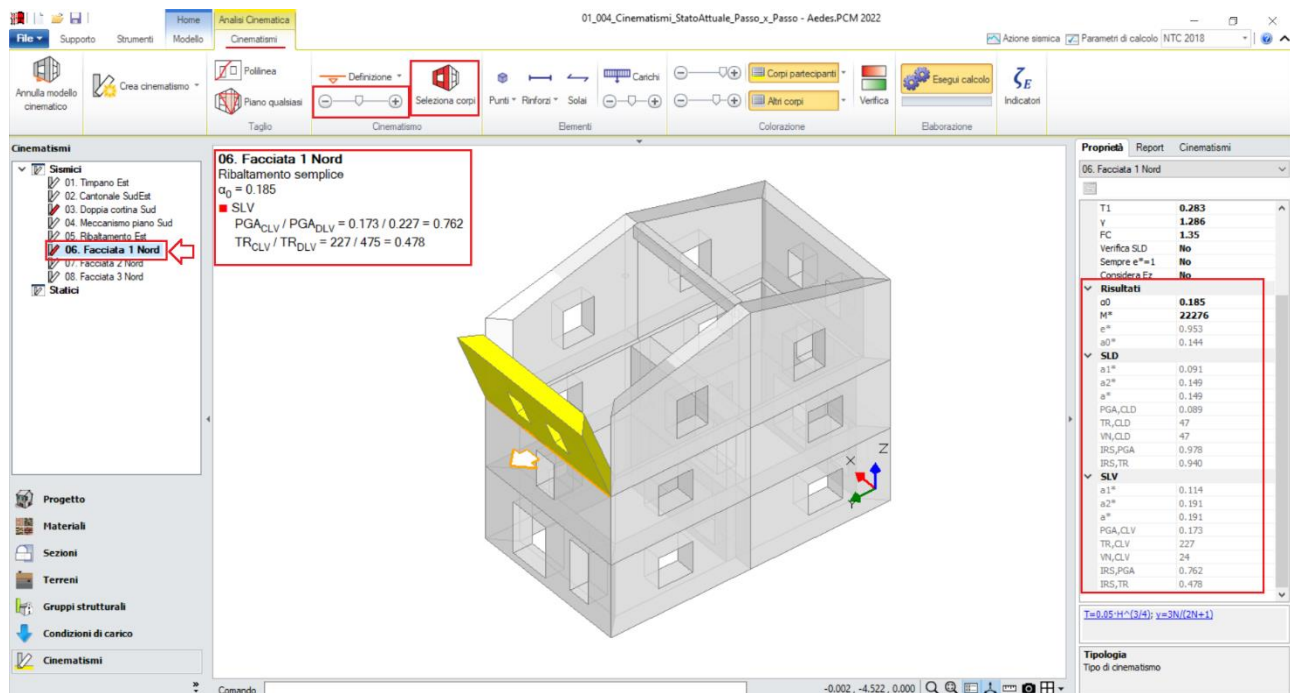 01_004_Cinematismi_StatoAttuale_Passo_x_Passo - Aedes.PCM 2022
Home
Analisi Cinematica
File
Supporto
Strumenti
Modello
Cinematismi
Azione sismica
Parametri di calcolo
NTC 2018
Annulla modello cinematico
Crea cinematismo
Polilinea
Piano qualsiasi
Taglio
Definizione
Seleziona corpi
Cinematismo
Punti
Rinforzi
Solai
Carichi
Elementi
Corpi partecipanti
Altri corpi
Verifica
Colorazione
Esegui calcolo
Elaborazione
ζE
Indicatori
Cinematismi
Sismici
01. Timpano Est
02. Cantonale SudEst
03. Doppia cortina Sud
04. Meccanismo piano Sud
05. Ribaltamento Est
06. Facciata 1 Nord
07. Facciata 2 Nord
08. Facciata 3 Nord
Statici
Progetto
Materiali
Sezioni
Terreni
Gruppi strutturali
Condizioni di carico
Cinematismi
06. Facciata 1 Nord
Ribaltamento semplice
α0 = 0.185
SLV
PGACLV / PGADLV = 0.173 / 0.227 = 0.762
TRCLV / TRDLV = 227 / 475 = 0.478
X
Y
Z
Comando
-0.002 , -4.522 , 0.000
Proprietà
Report
Cinematismi
06. Facciata 1 Nord
T1 0.283
γ 1.286
FC 1.35
Verifica SLD No
Sempre e*=1 No
Considera Ez No
Risultati
α0 0.185
M* 22276
e* 0.953
a0* 0.144
SLD
a1* 0.091
a2* 0.149
a* 0.149
PGA,CLD 0.089
TR,CLD 47
VN,CLD 47
IRS,PGA 0.978
IRS,TR 0.940
SLV
a1* 0.114
a2* 0.191
a* 0.191
PGA,CLV 0.173
TR,CLV 227
VN,CLV 24
IRS,PGA 0.762
IRS,TR 0.478
T=0.05·H^(3/4); γ=3N/(2N+1)
Tipologia
Tipo di cinematismo